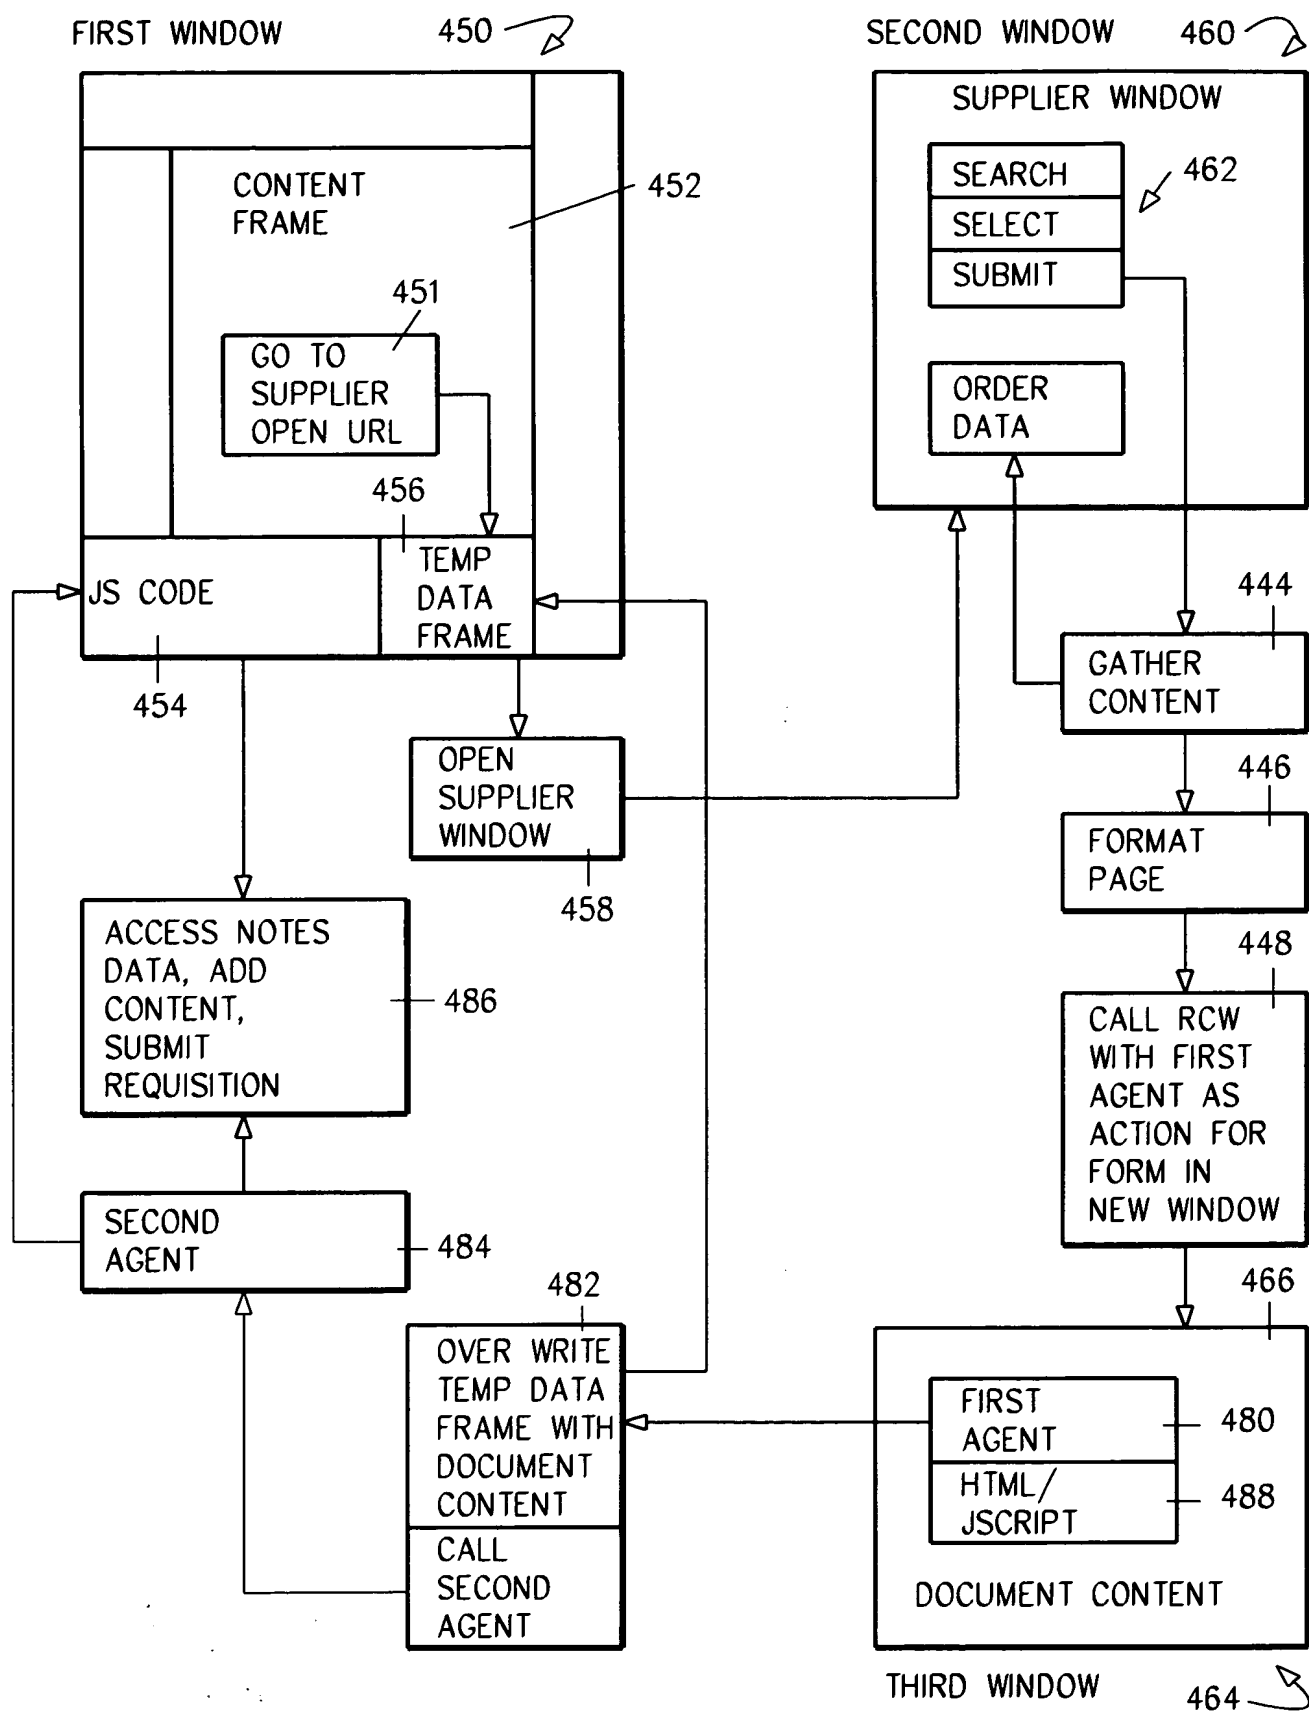 FIRST WINDOW
450
SECOND WINDOW
460
CONTENT
FRAME
452
451
GO TO
SUPPLIER
OPEN URL
456
TEMP
DATA
FRAME
JS CODE
454
OPEN
SUPPLIER
WINDOW
458
ACCESS NOTES
DATA, ADD
CONTENT,
SUBMIT
REQUISITION
486
SECOND
AGENT
484
482
OVER WRITE
TEMP DATA
FRAME WITH
DOCUMENT
CONTENT
CALL
SECOND
AGENT
SUPPLIER WINDOW
SEARCH
SELECT
SUBMIT
462
ORDER
DATA
444
GATHER
CONTENT
446
FORMAT
PAGE
448
CALL RCW
WITH FIRST
AGENT AS
ACTION FOR
FORM IN
NEW WINDOW
466
FIRST
AGENT
480
HTML/
JSCRIPT
488
DOCUMENT CONTENT
THIRD WINDOW
464